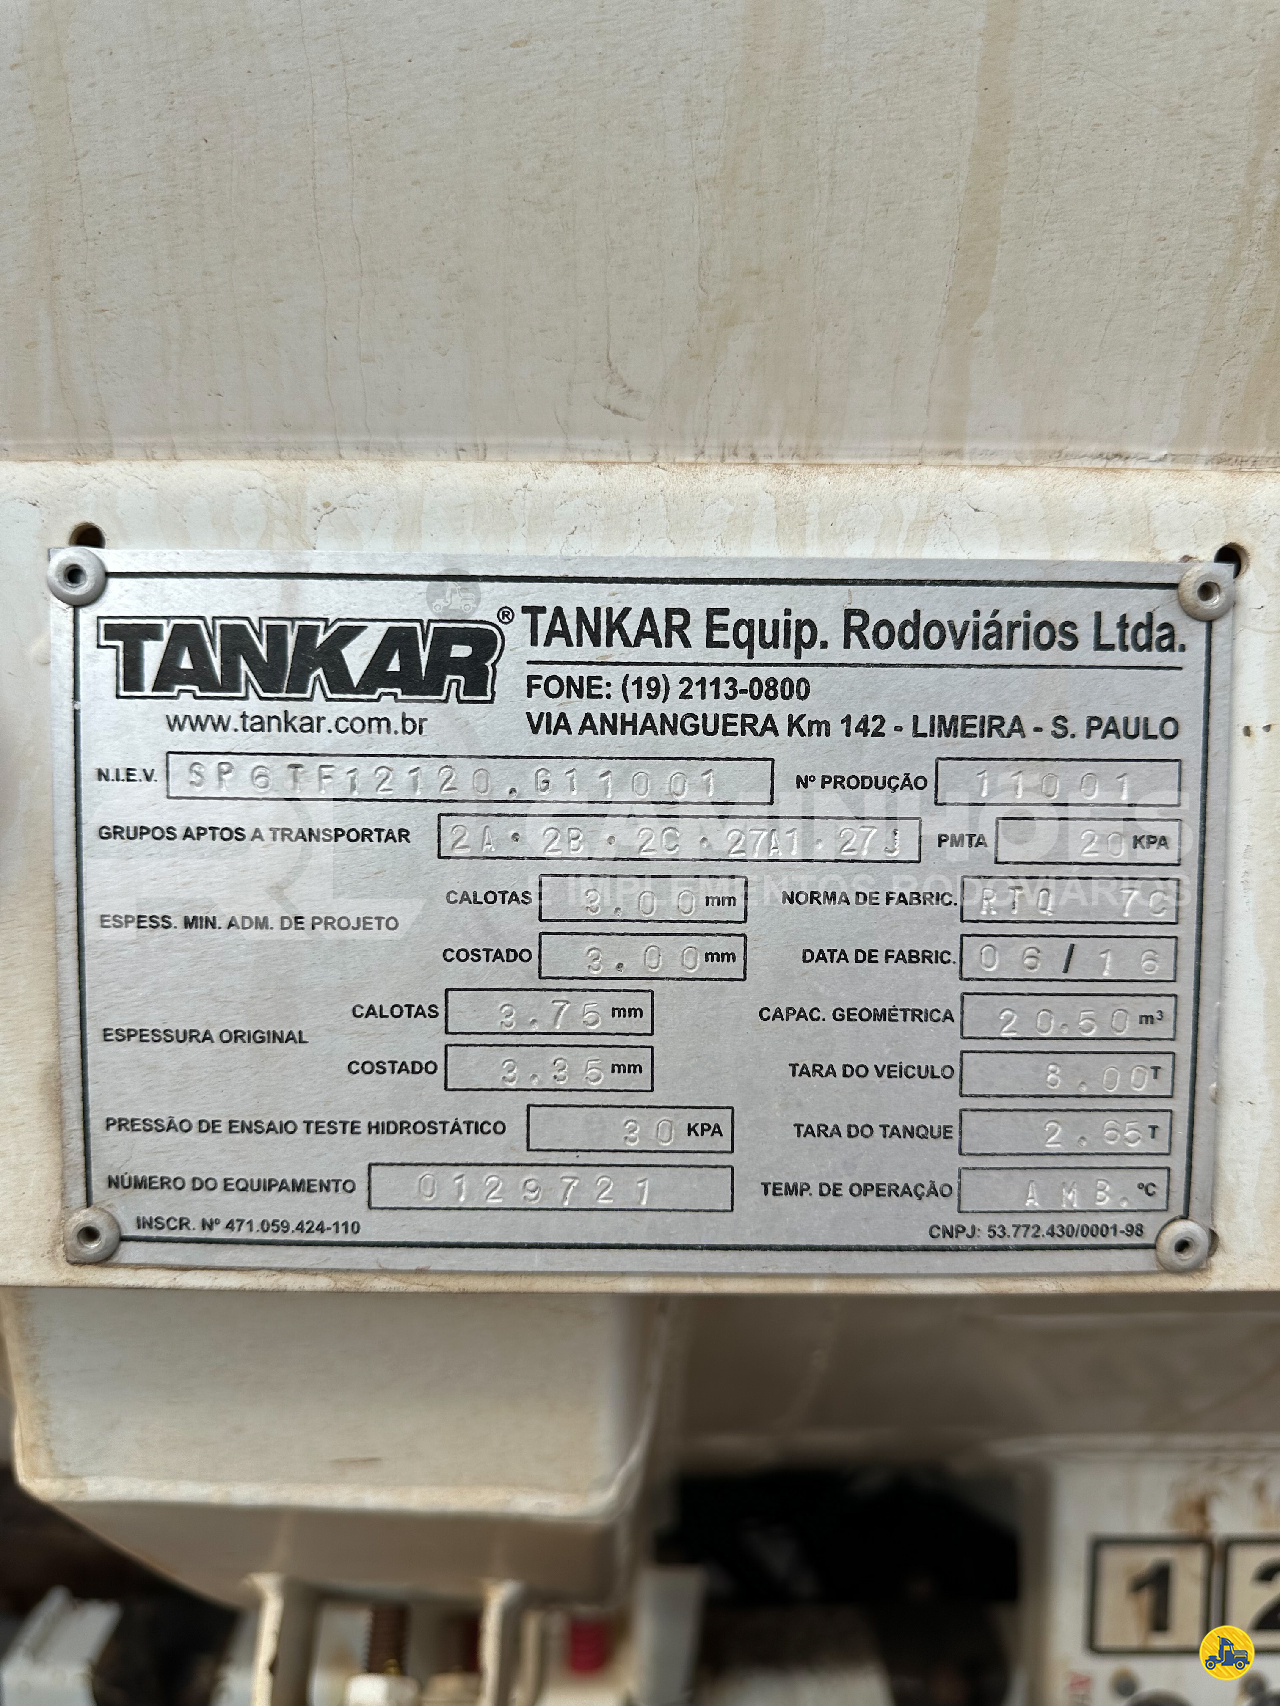 TANKAR®
www.tankar.com.br
TANKAR Equip. Rodoviários Ltda.
FONE: (19) 2113-0800
VIA ANHANGUERA Km 142 - LIMEIRA - S. PAULO
N.I.E.V. SP6TF12120.G11001 Nº PRODUÇÃO 11001
GRUPOS APTOS A TRANSPORTAR 2A·2B·2C·27A1·27J PMTA 20 KPA
ESPESS. MIN. ADM. DE PROJETO
CALOTAS 3.00 mm NORMA DE FABRIC. RTQ 7C
COSTADO 3.00 mm DATA DE FABRIC. 06/16
ESPESSURA ORIGINAL
CALOTAS 3.75 mm CAPAC. GEOMÉTRICA 20.50 m³
COSTADO 3.35 mm TARA DO VEÍCULO 8.00 T
PRESSÃO DE ENSAIO TESTE HIDROSTÁTICO 30 KPA TARA DO TANQUE 2.65 T
NÚMERO DO EQUIPAMENTO 0129721 TEMP. DE OPERAÇÃO AMB. ºC
INSCR. Nº 471.059.424-110 CNPJ: 53.772.430/0001-98
CAMINHÕES
E IMPLEMENTOS RODOVIÁRIOS
1 2